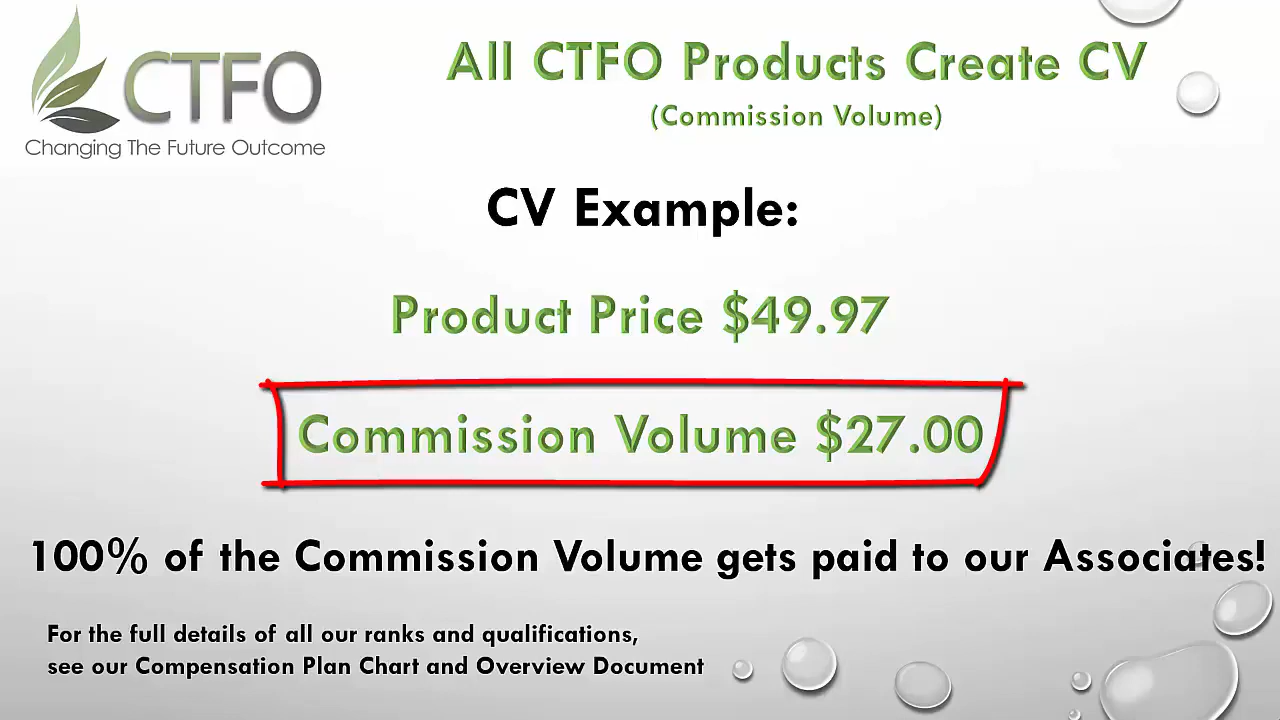 CTFO
Changing The Future Outcome
All CTFO Products Create CV
(Commission Volume)
CV Example:
Product Price $49.97
Commission Volume $27.00
100% of the Commission Volume gets paid to our Associates!
For the full details of all our ranks and qualifications,
see our Compensation Plan Chart and Overview Document